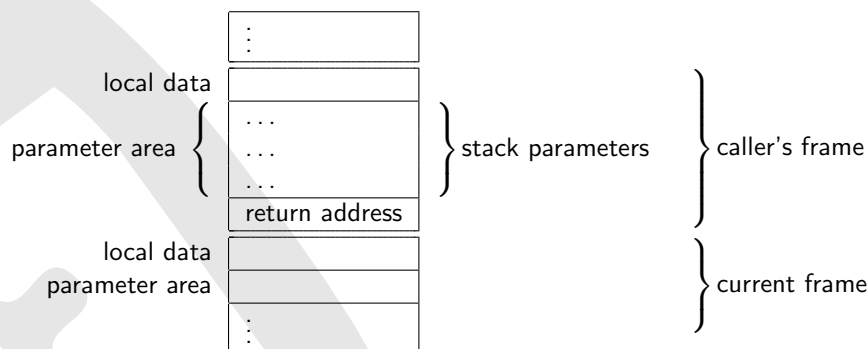 ⋮
local data
. . .
parameter area
. . .
stack parameters
caller's frame
. . .
return address
local data
parameter area
current frame
⋮